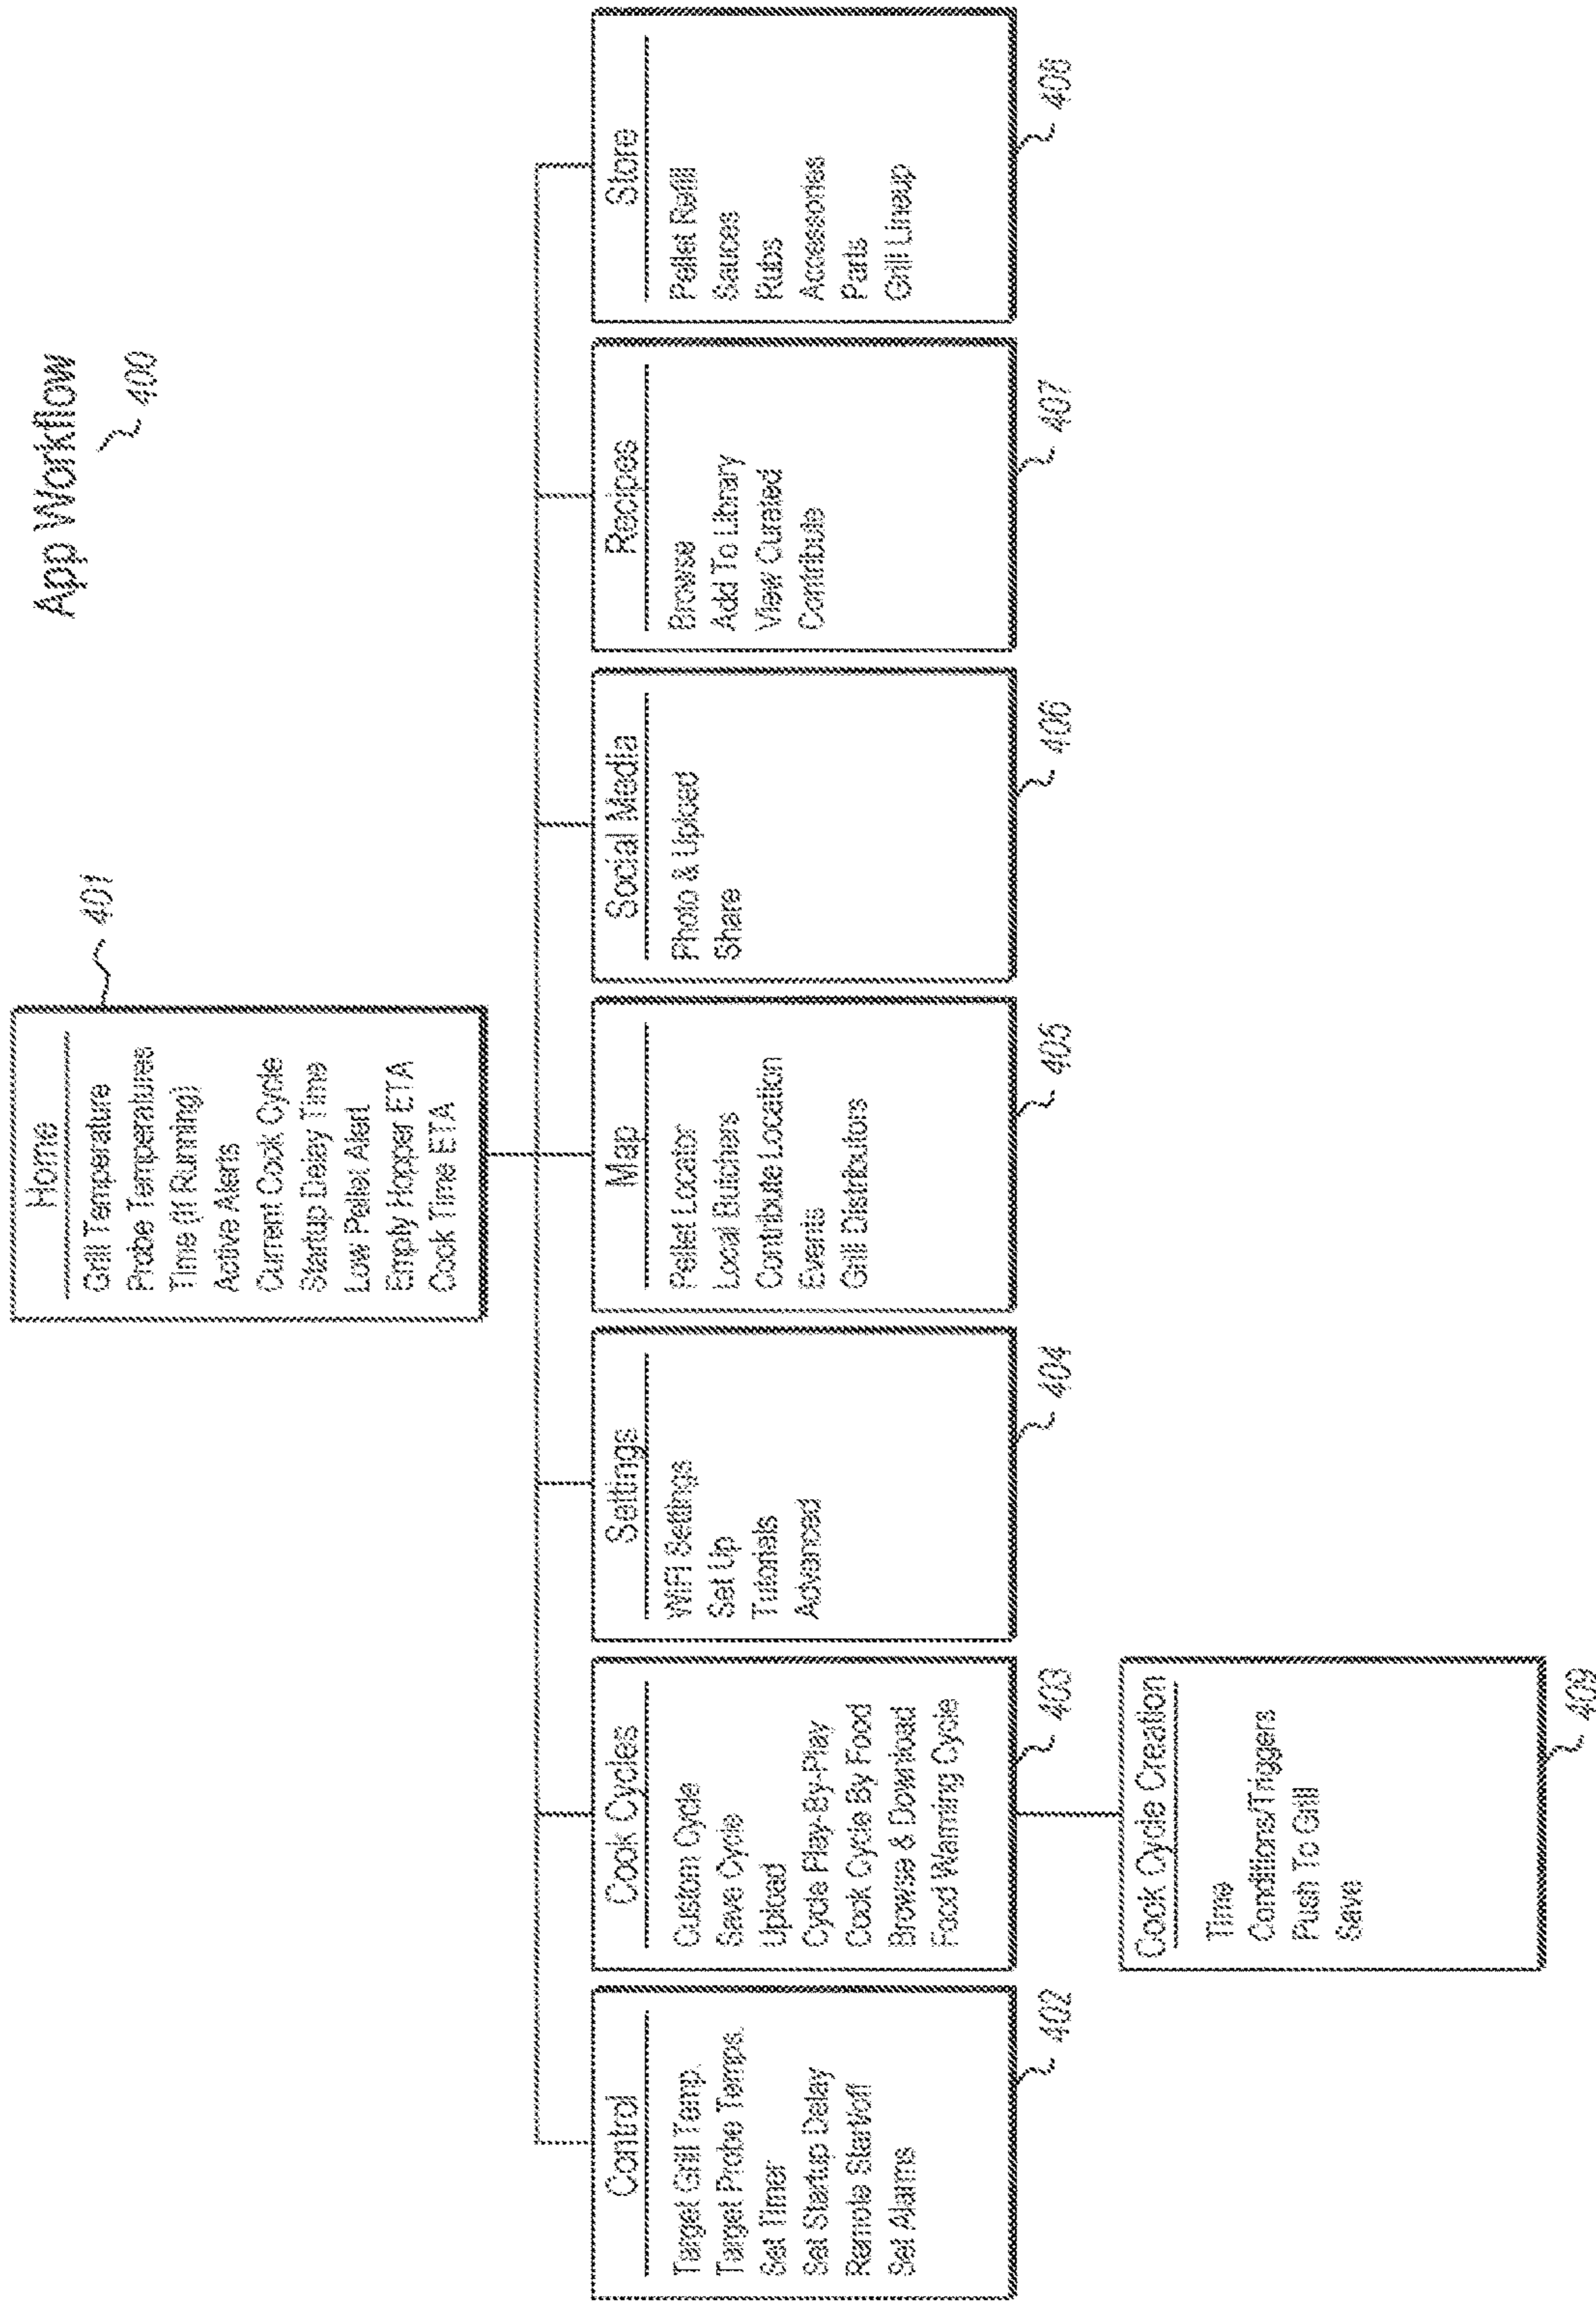 App Workflow
400
Home
Grill Temperature
Probe Temperatures
Time (If Running)
Active Alerts
Current Cook Cycle
Startup Delay Time
Low Pellet Alert
Empty Hopper ETA
Cook Time ETA
401
Control
Target Grill Temp.
Target Probe Temps.
Set Timer
Set Startup Delay
Remote Start/off
Set Alarms
402
Cook Cycles
Custom Cycle
Save Cycle
Upload
Cycle Play-By-Play
Cook Cycle By Food
Browse & Download
Food Warming Cycle
403
Settings
WiFi Settings
Set Up
Tutorials
Advanced
404
Map
Pellet Locator
Local Butchers
Contribute Location
Events
Grill Distributors
405
Social Media
Photo & Upload
Share
406
Recipes
Browse
Add To Library
View Curated
Contribute
407
Store
Pellet Refill
Sauces
Rubs
Accessories
Parts
Grill Lineup
408
Cook Cycle Creation
Time
Conditions/Triggers
Push To Grill
Save
409